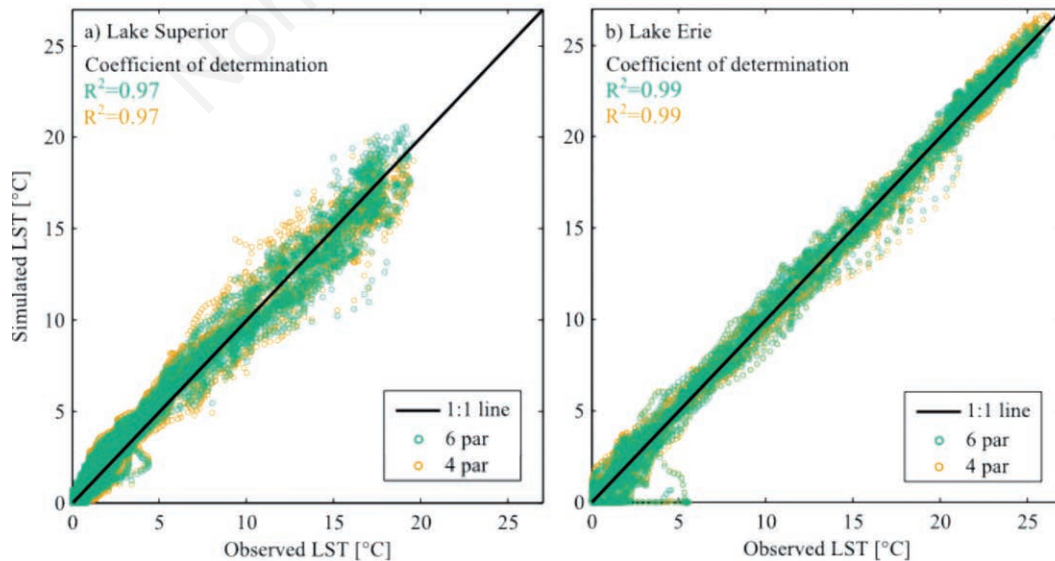 a) Lake Superior
Coefficient of determination
R²=0.97
R²=0.97
25
20
15
10
5
0
Simulated LST [°C]
1:1 line
6 par
4 par
0 5 10 15 20 25
Observed LST [°C]
b) Lake Erie
Coefficient of determination
R²=0.99
R²=0.99
25
20
15
10
5
0
1:1 line
6 par
4 par
0 5 10 15 20 25
Observed LST [°C]